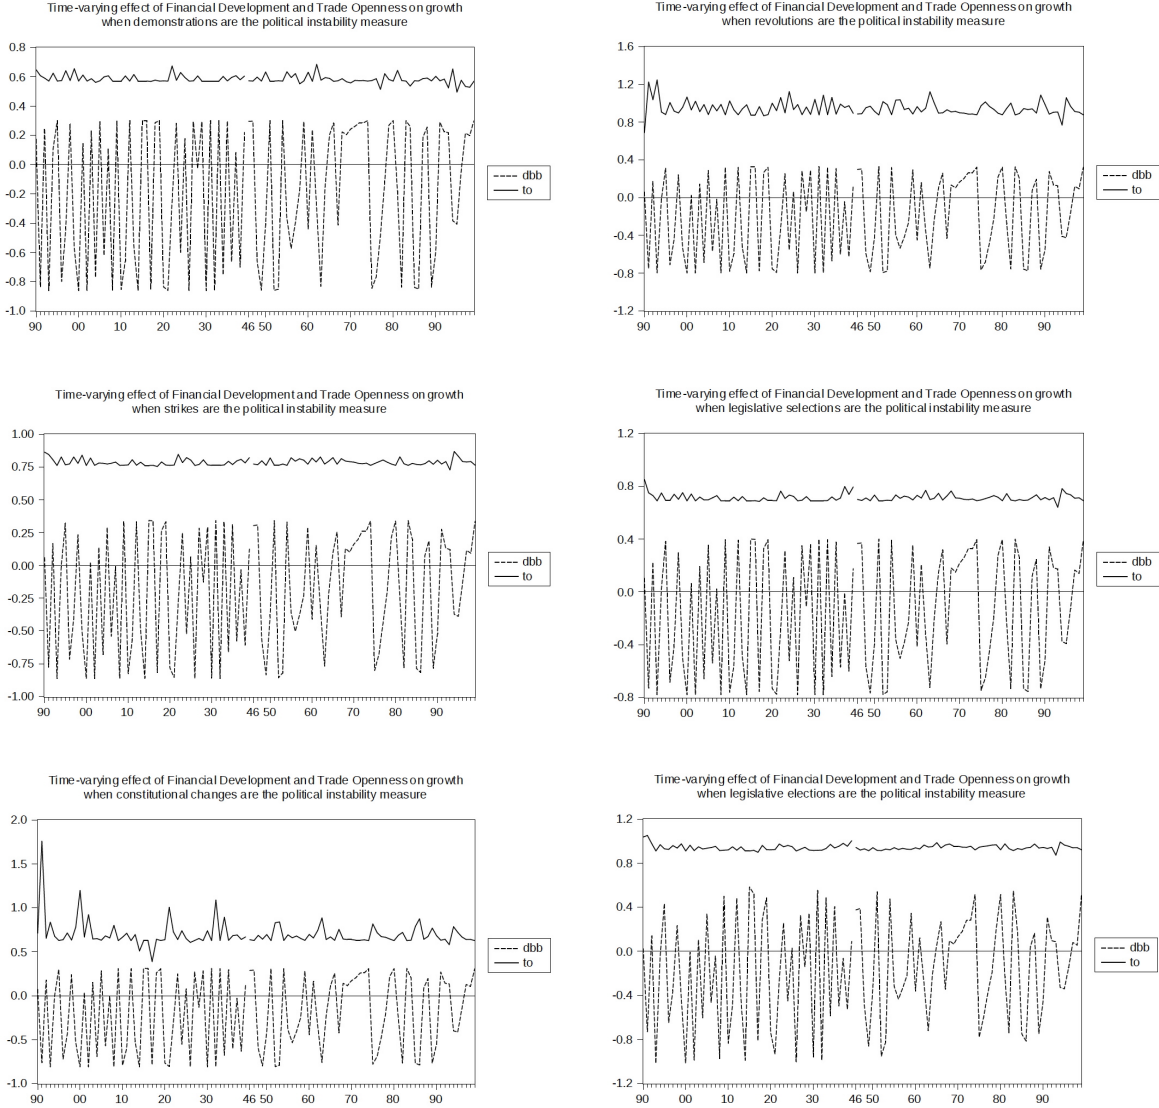 Time-varying effect of Financial Development and Trade Openness on growth
when demonstrations are the political instability measure
0.8
0.6
0.4
0.2
0.0
-0.2
-0.4
-0.6
-0.8
-1.0
90 00 10 20 30 46 50 60 70 80 90
dbb
to
Time-varying effect of Financial Development and Trade Openness on growth
when revolutions are the political instability measure
1.6
1.2
0.8
0.4
0.0
-0.4
-0.8
-1.2
90 00 10 20 30 46 50 60 70 80 90
dbb
to
Time-varying effect of Financial Development and Trade Openness on growth
when strikes are the political instability measure
1.00
0.75
0.50
0.25
0.00
-0.25
-0.50
-0.75
-1.00
90 00 10 20 30 46 50 60 70 80 90
dbb
to
Time-varying effect of Financial Development and Trade Openness on growth
when legislative selections are the political instability measure
1.2
0.8
0.4
0.0
-0.4
-0.8
90 00 10 20 30 46 50 60 70 80 90
dbb
to
Time-varying effect of Financial Development and Trade Openness on growth
when constitutional changes are the political instability measure
2.0
1.5
1.0
0.5
0.0
-0.5
-1.0
90 00 10 20 30 46 50 60 70 80 90
dbb
to
Time-varying effect of Financial Development and Trade Openness on growth
when legislative elections are the political instability measure
1.2
0.8
0.4
0.0
-0.4
-0.8
-1.2
90 00 10 20 30 46 50 60 70 80 90
dbb
to